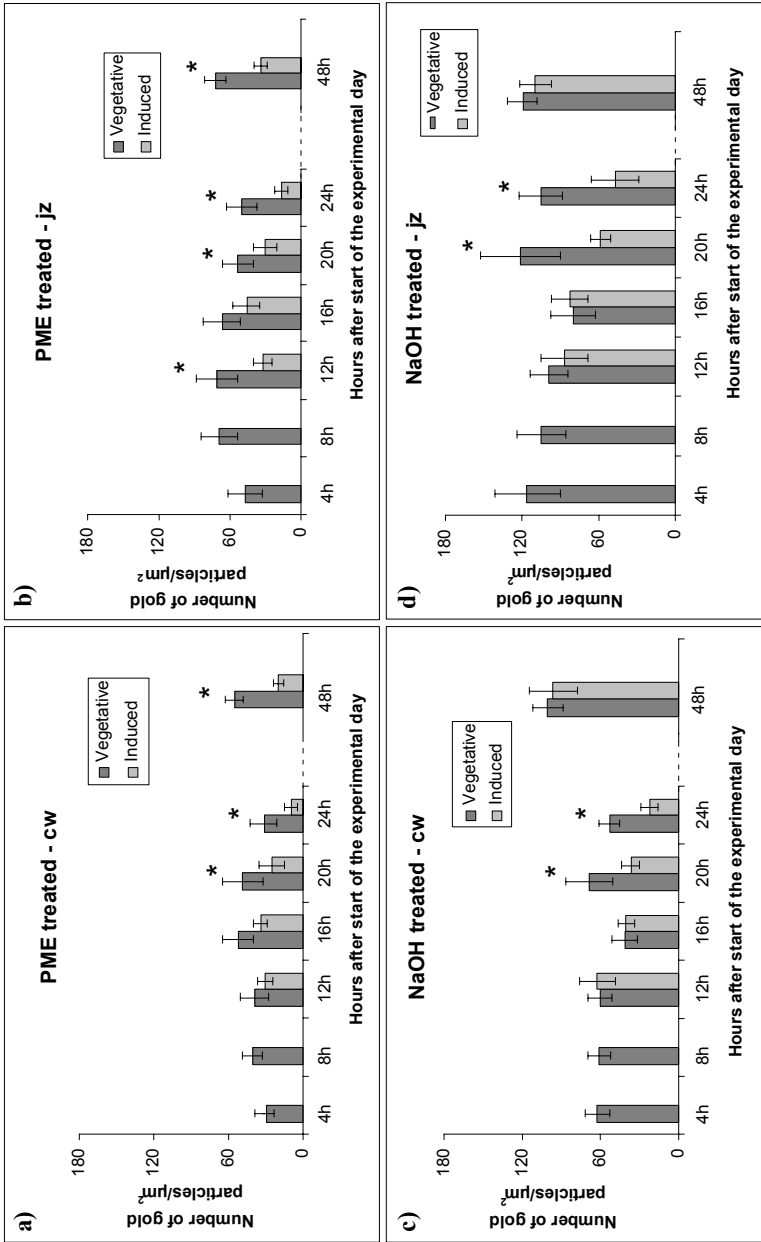 a)
PME treated - cw
Number of gold
particles/µm²
180
120
60
0
Vegetative
Induced
*
*
*
4h 8h 12h 16h 20h 24h 48h
Hours after start of the experimental day
b)
PME treated - jz
Number of gold
particles/µm²
180
120
60
0
Vegetative
Induced
*
*
*
*
4h 8h 12h 16h 20h 24h 48h
Hours after start of the experimental day
c)
NaOH treated - cw
Number of gold
particles/µm²
180
120
60
0
Vegetative
Induced
*
*
4h 8h 12h 16h 20h 24h 48h
Hours after start of the experimental day
d)
NaOH treated - jz
Number of gold
particles/µm²
180
120
60
0
Vegetative
Induced
*
*
4h 8h 12h 16h 20h 24h 48h
Hours after start of the experimental day